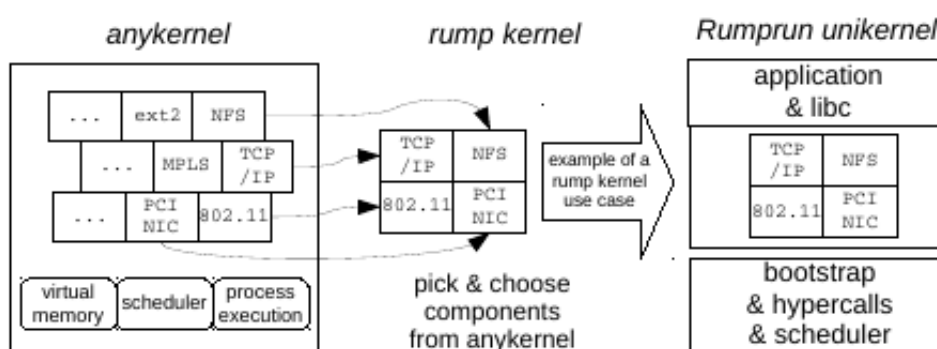 anykernel
rump kernel
Rumprun unikernel
... ext2 NFS
... MPLS TCP
/IP
... PCI
NIC 802.11
virtual
memory
scheduler
process
execution
TCP
/IP
NFS
802.11
PCI
NIC
pick & choose
components
from anykernel
example of a
rump kernel
use case
application
& libc
TCP
/IP
NFS
802.11
PCI
NIC
bootstrap
& hypercalls
& scheduler